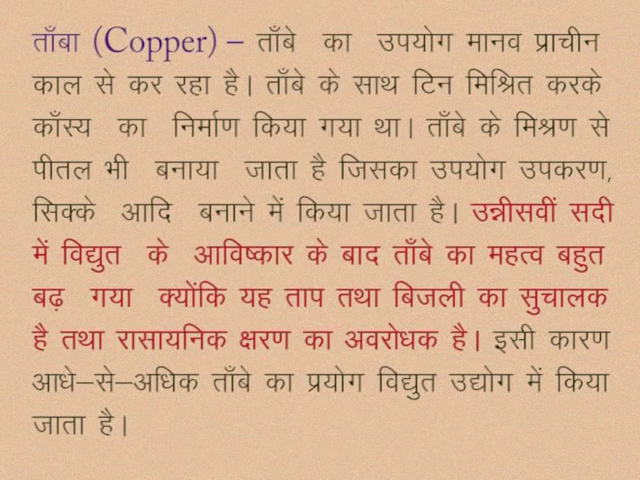 ताँबा (Copper) – ताँबे का उपयोग मानव प्राचीन
काल से कर रहा है। ताँबे के साथ टिन मिश्रित करके
काँस्य का निर्माण किया गया था। ताँबे के मिश्रण से
पीतल भी बनाया जाता है जिसका उपयोग उपकरण,
सिक्के आदि बनाने में किया जाता है। उन्नीसवीं सदी
में विद्युत के आविष्कार के बाद ताँबे का महत्व बहुत
बढ़ गया क्योंकि यह ताप तथा बिजली का सुचालक
है तथा रासायनिक क्षरण का अवरोधक है। इसी कारण
आधे–से–अधिक ताँबे का प्रयोग विद्युत उद्योग में किया
जाता है।